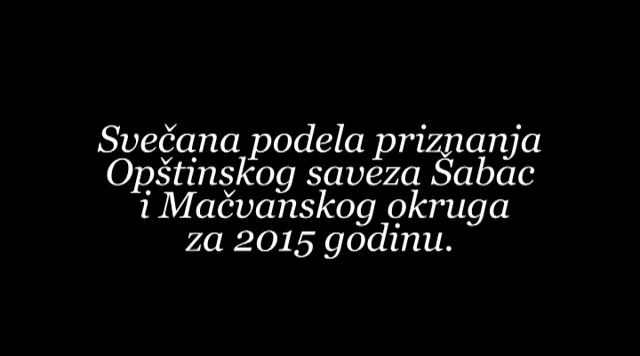 Svečana podela priznanja
Opštinskog saveza Šabac
i Mačvanskog okruga
za 2015 godinu.